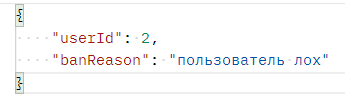 {
"userId": 2,
"banReason": "пользователь лох"
}